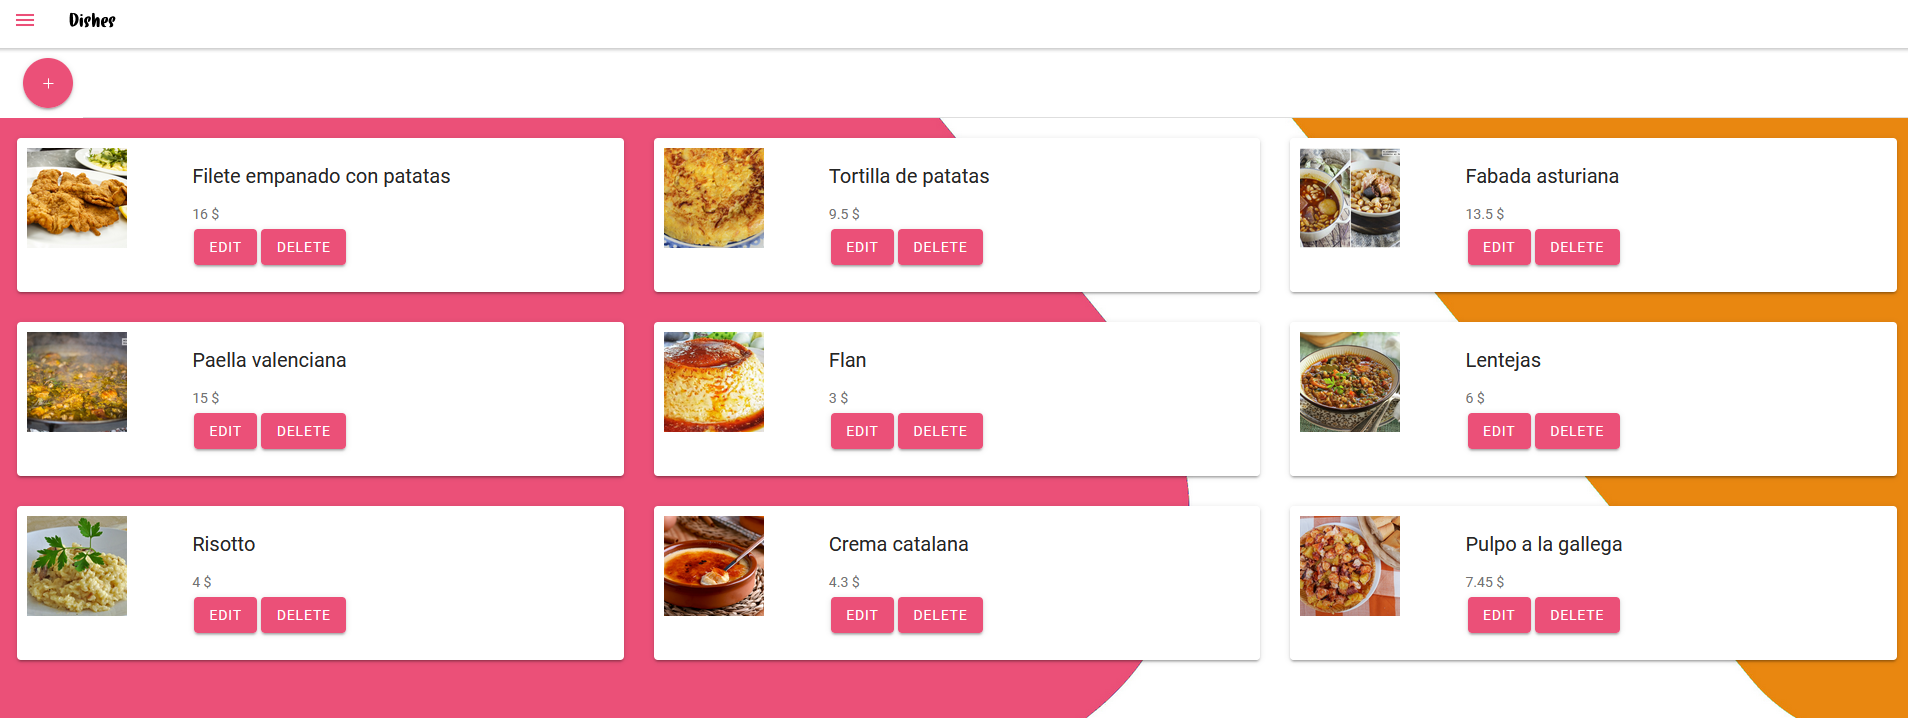 Dishes
+
Filete empanado con patatas
16 $
EDIT DELETE
Tortilla de patatas
9.5 $
EDIT DELETE
Fabada asturiana
13.5 $
EDIT DELETE
Paella valenciana
15 $
EDIT DELETE
Flan
3 $
EDIT DELETE
Lentejas
6 $
EDIT DELETE
Risotto
4 $
EDIT DELETE
Crema catalana
4.3 $
EDIT DELETE
Pulpo a la gallega
7.45 $
EDIT DELETE